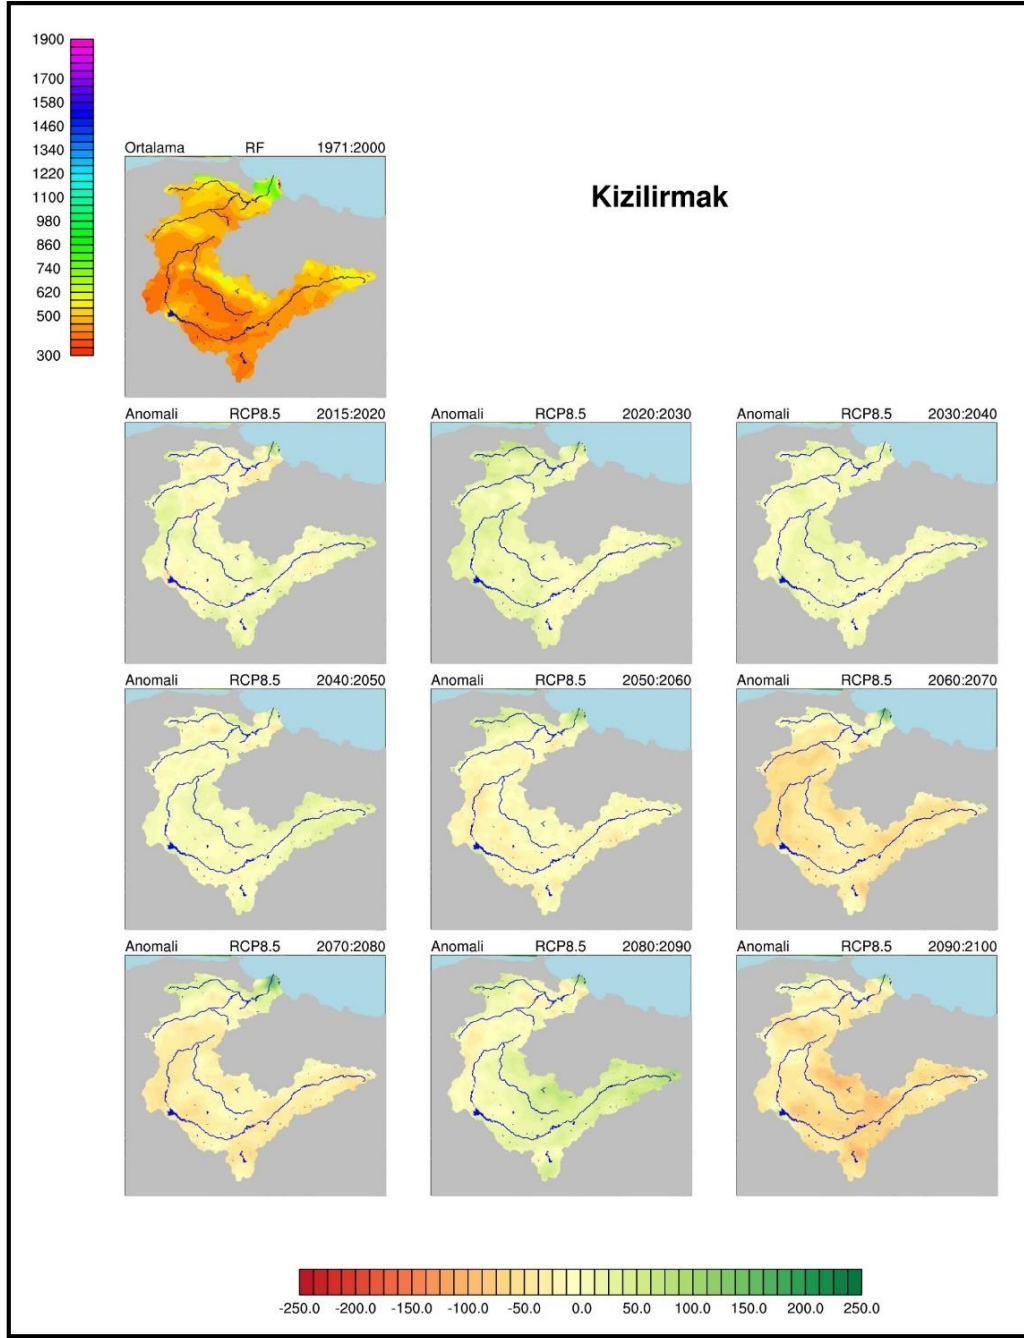 1900
1700
1580
1460
1340
1220
1100
980
860
740
620
500
300
Ortalama RF 1971:2000
Kizilirmak
Anomali RCP8.5 2015:2020
Anomali RCP8.5 2020:2030
Anomali RCP8.5 2030:2040
Anomali RCP8.5 2040:2050
Anomali RCP8.5 2050:2060
Anomali RCP8.5 2060:2070
Anomali RCP8.5 2070:2080
Anomali RCP8.5 2080:2090
Anomali RCP8.5 2090:2100
-250.0 -200.0 -150.0 -100.0 -50.0 0.0 50.0 100.0 150.0 200.0 250.0